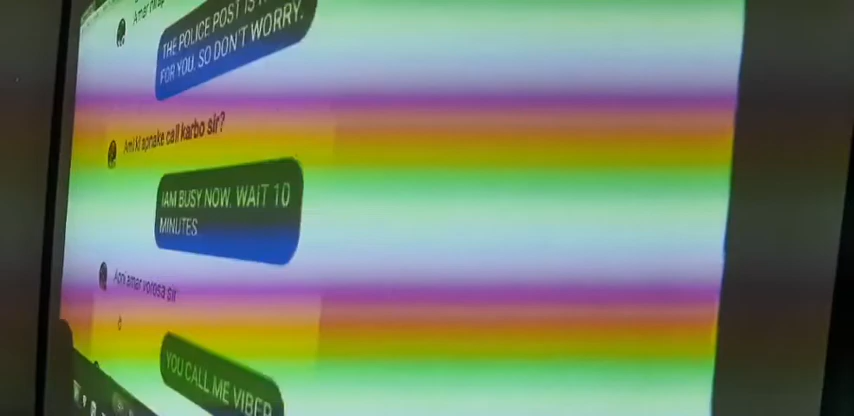 THE POLICE POST IS
FOR YOU. SO DON'T WORRY.
Ami ki apnake call karbo sir?
IAM BUSY NOW. WAIT 10
MINUTES
Apni amar vorosa sir
YOU CALL ME VIBER